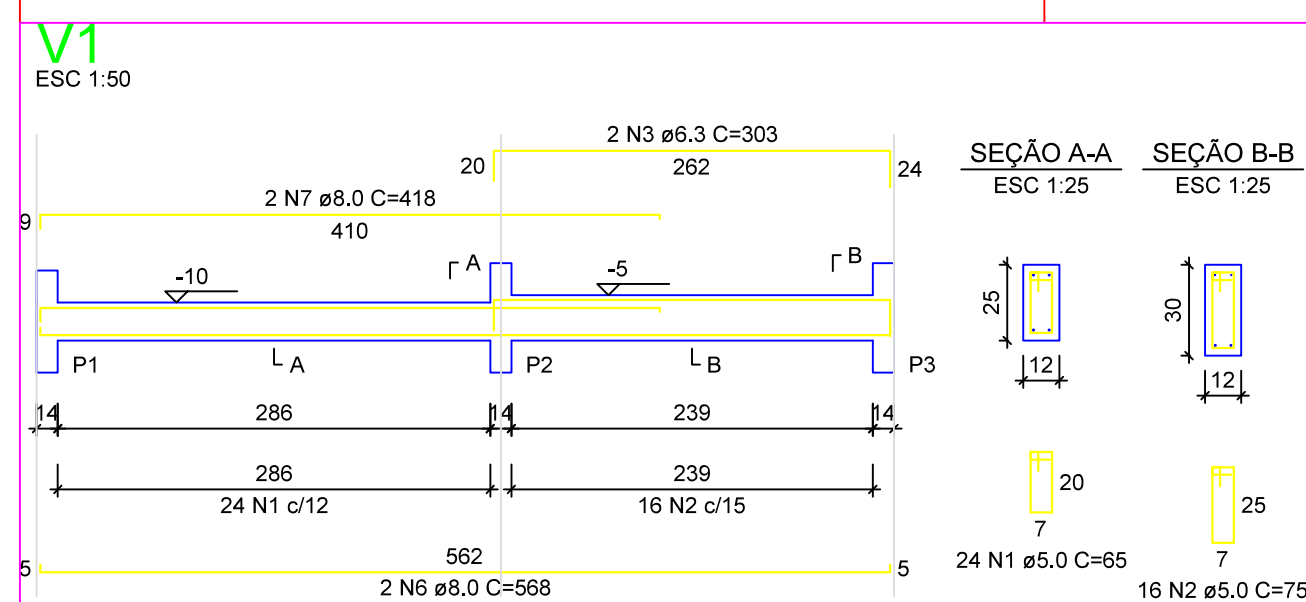 V1
ESC 1:50
2 N3 ø6.3 C=303
20 262 24
2 N7 ø8.0 C=418
9 410
A B
-10 -5
P1 A P2 B P3
14 286 14 239 14
286 239
24 N1 c/12 16 N2 c/15
562
5 5
2 N6 ø8.0 C=568
SEÇÃO A-A
ESC 1:25
25
12
20
7
24 N1 ø5.0 C=65
SEÇÃO B-B
ESC 1:25
30
12
25
7
16 N2 ø5.0 C=75